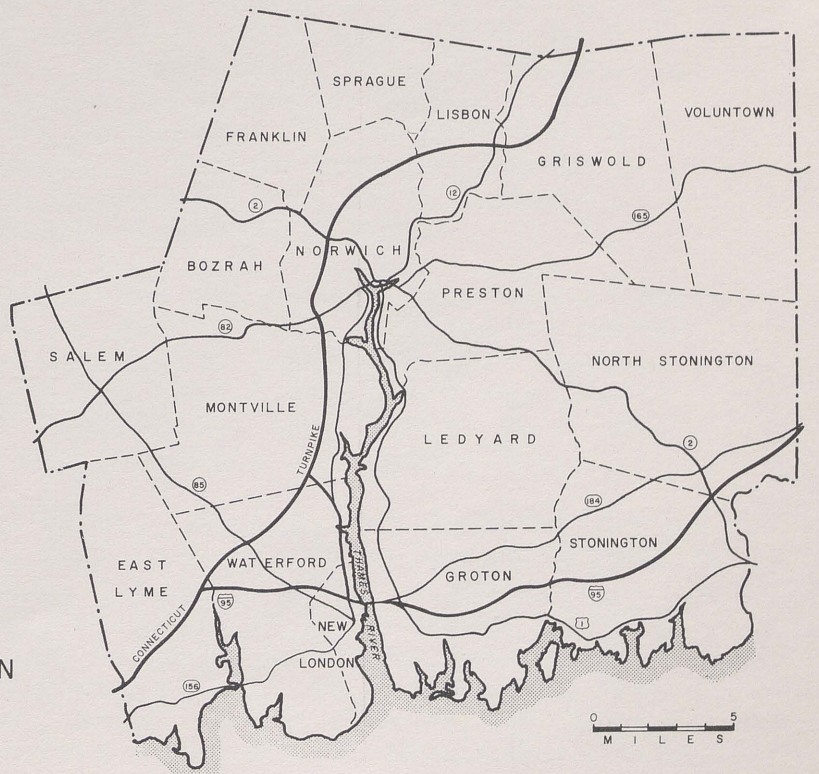 SPRAGUE
LISBON
VOLUNTOWN
FRANKLIN
GRISWOLD
12
2
165
NORWICH
BOZRAH
PRESTON
82
SALEM
NORTH STONINGTON
MONTVILLE
LEDYARD
2
TURNPIKE
85
184
STONINGTON
EAST
LYME
WATERFORD
THAMES
RIVER
GROTON
95
95
NEW
LONDON
1
CONNECTICUT
N
156
0 5
MILES